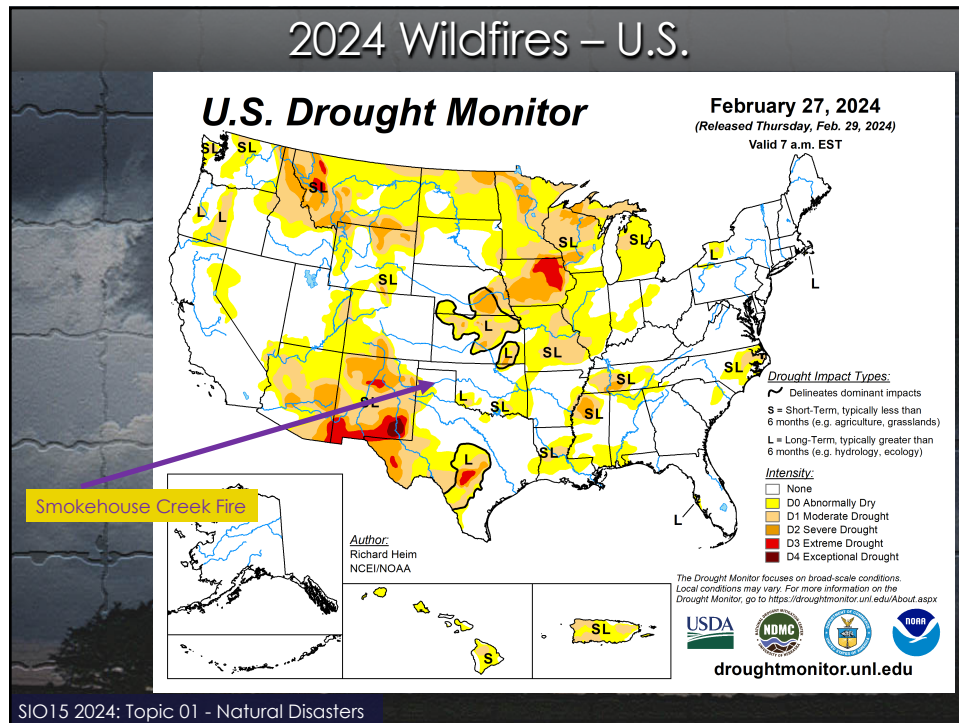 2024 Wildfires – U.S.
U.S. Drought Monitor
February 27, 2024
(Released Thursday, Feb. 29, 2024)
Valid 7 a.m. EST
SL
SL
SL
L
L
SL
SL
L
L
SL
L
L
SL
SL
L
SL
SL
SL
SL
SL
L
L
Drought Impact Types:
Delineates dominant impacts
S = Short-Term, typically less than
6 months (e.g. agriculture, grasslands)
L = Long-Term, typically greater than
6 months (e.g. hydrology, ecology)
Intensity:
None
D0 Abnormally Dry
D1 Moderate Drought
D2 Severe Drought
D3 Extreme Drought
D4 Exceptional Drought
Smokehouse Creek Fire
Author:
Richard Heim
NCEI/NOAA
S
SL
The Drought Monitor focuses on broad-scale conditions.
Local conditions may vary. For more information on the
Drought Monitor, go to https://droughtmonitor.unl.edu/About.aspx
USDA
NDMC
NOAA
droughtmonitor.unl.edu
SIO15 2024: Topic 01 - Natural Disasters